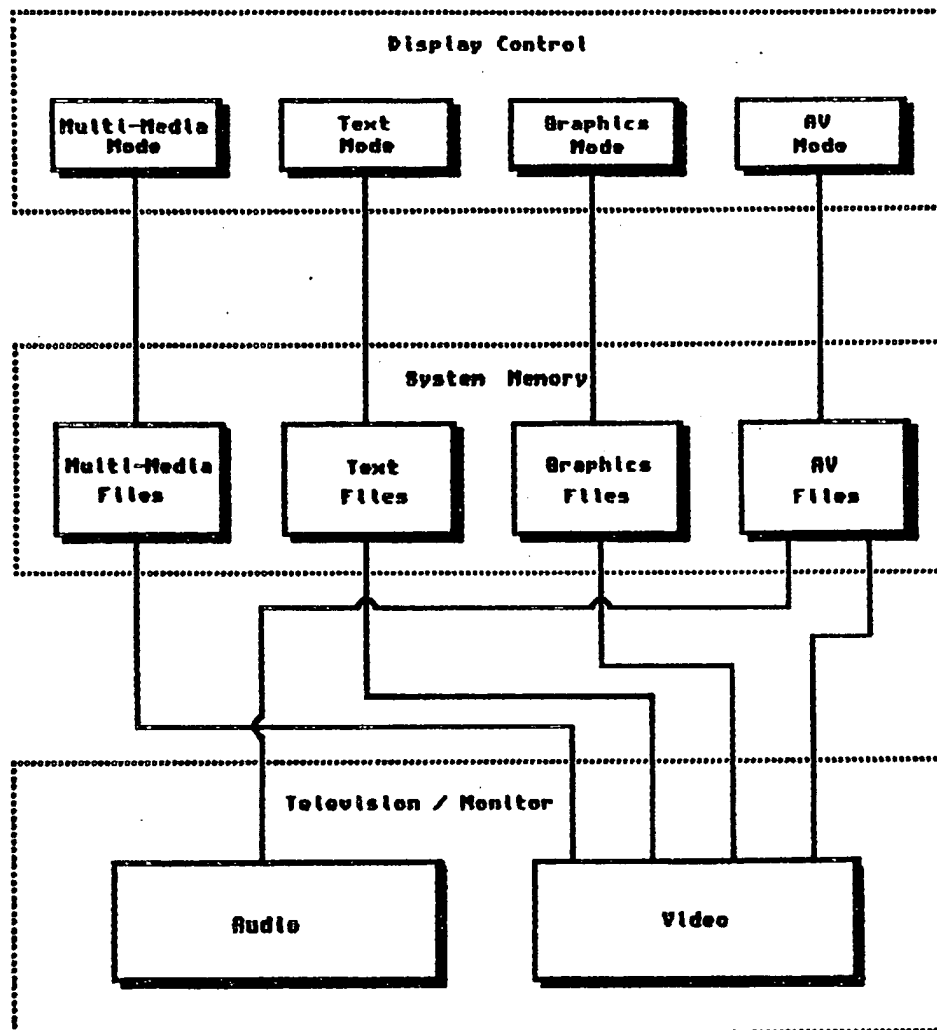 Display Control
Multi-Media
Mode
Text
Mode
Graphics
Mode
AV
Mode
System Memory
Multi-Media
Files
Text
Files
Graphics
Files
AV
Files
Television / Monitor
Audio
Video